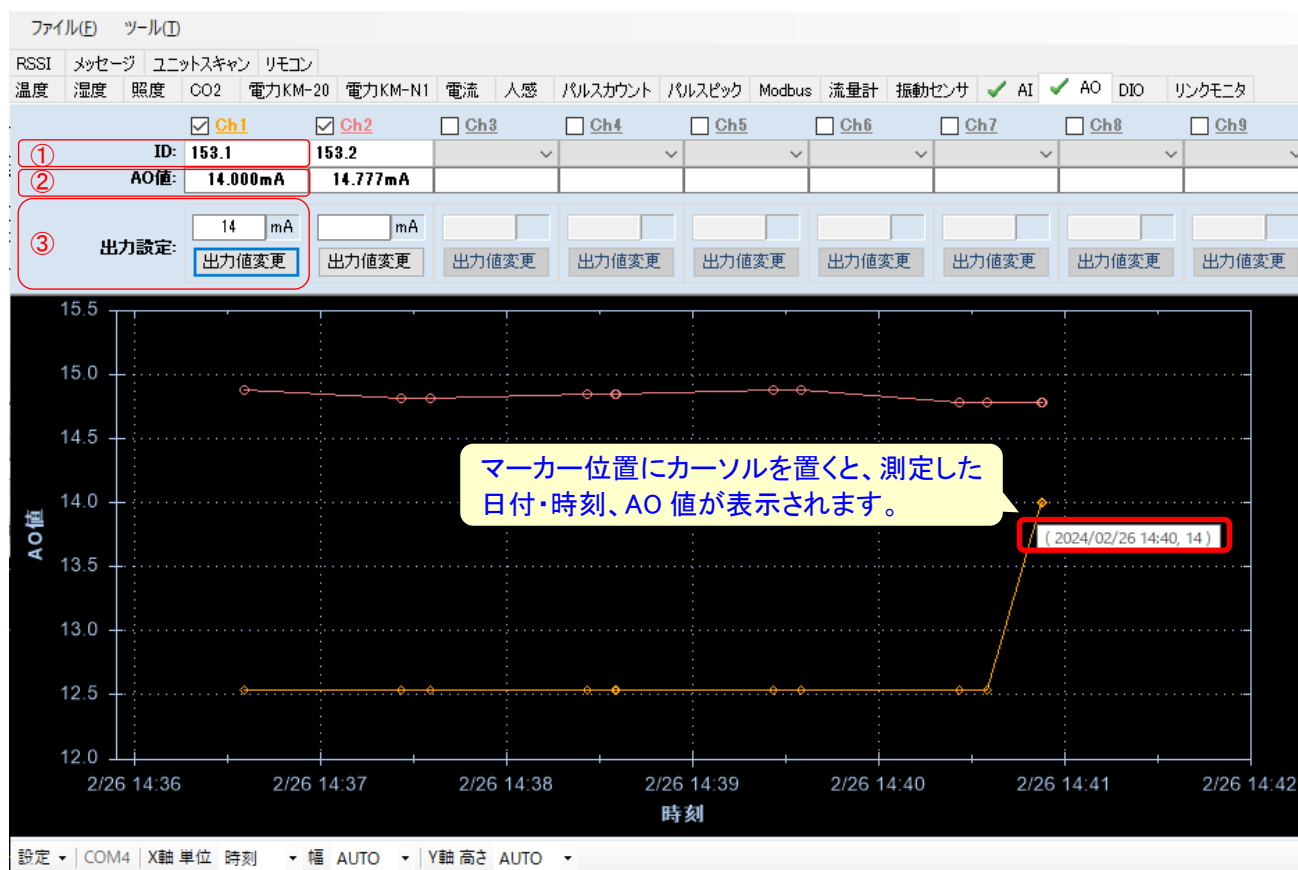 ファイル(F) ツール(T)
RSSI メッセージ ユニットスキャン リモコン
温度 湿度 照度 CO2 電力KM-20 電力KM-N1 電流 人感 パルスカウント パルスピック Modbus 流量計 振動センサ AI AO DIO リンクモニタ
Ch1 Ch2 Ch3 Ch4 Ch5 Ch6 Ch7 Ch8 Ch9
① ID: 153.1 153.2
② AO値: 14.000mA 14.777mA
③ 出力設定: 14 mA mA
出力値変更 出力値変更 出力値変更 出力値変更 出力値変更 出力値変更 出力値変更 出力値変更 出力値変更
15.5
15.0
14.5
マーカー位置にカーソルを置くと、測定した
日付・時刻、AO 値が表示されます。
14.0
( 2024/02/26 14:40, 14 )
AO値
13.5
13.0
12.5
12.0
2/26 14:36 2/26 14:37 2/26 14:38 2/26 14:39 2/26 14:40 2/26 14:41 2/26 14:42
時刻
設定 COM4 X軸 単位 時刻 幅 AUTO Y軸 高さ AUTO